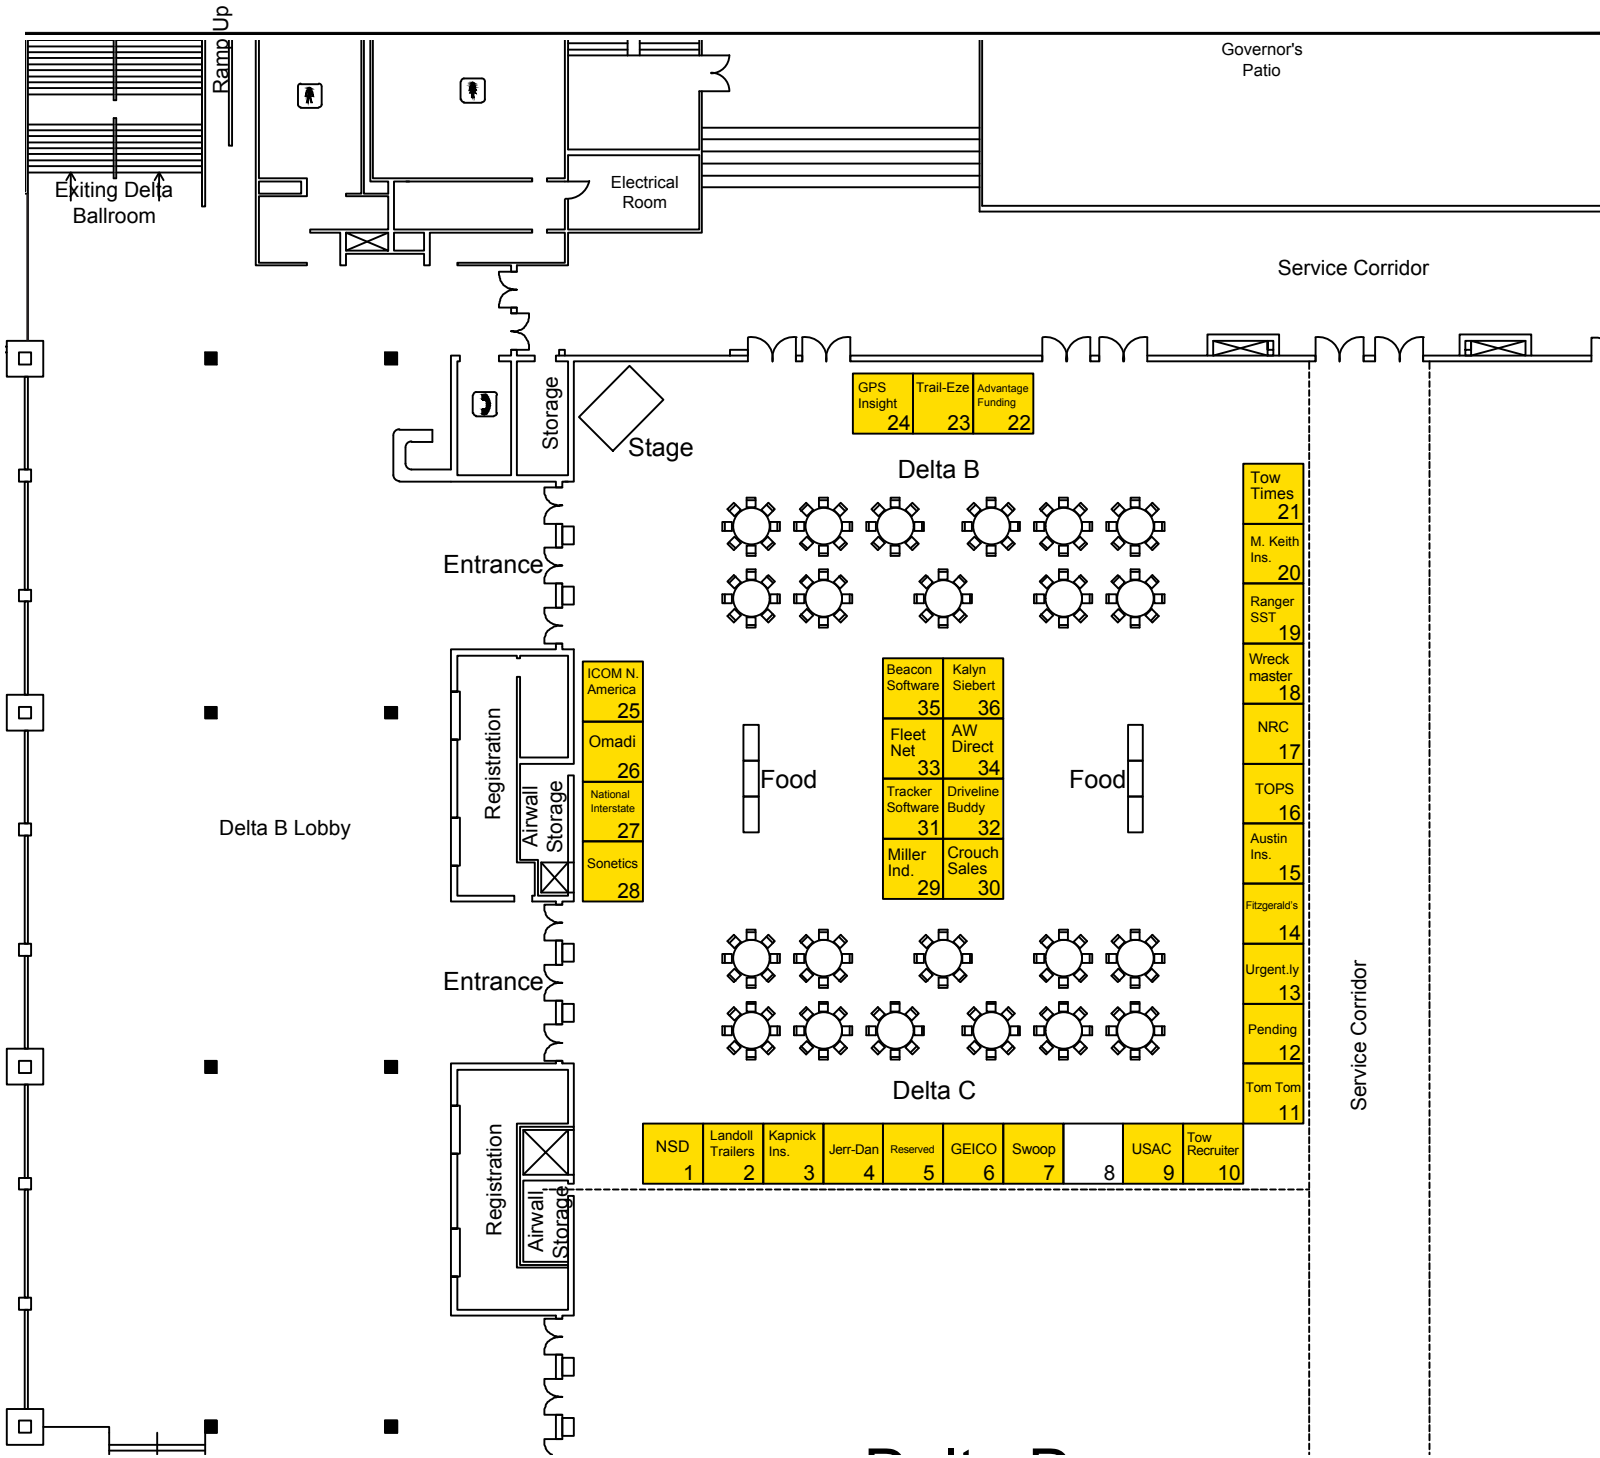 Ramp Up
Governor's
Patio
Exiting Delta
Ballroom
Electrical
Room
Service Corridor
Storage
Stage
GPS
Insight
24
Trail-Eze
23
Advantage
Funding
22
Delta B
Entrance
Tow
Times
21
M. Keith
Ins.
20
Ranger
SST
19
Wreck
master
18
NRC
17
TOPS
16
Austin
Ins.
15
Fitzgerald's
14
Urgent.ly
13
Pending
12
Tom Tom
11
Registration
Airwall
Storage
ICOM N.
America
25
Omadi
26
National
Interstate
27
Sonetics
28
Food
Beacon
Software
35
Kalyn
Siebert
36
Fleet
Net
33
AW
Direct
34
Tracker
Software
31
Driveline
Buddy
32
Miller
Ind.
29
Crouch
Sales
30
Food
Delta B Lobby
Entrance
Service Corridor
Delta C
NSD
1
Landoll
Trailers
2
Kapnick
Ins.
3
Jerr-Dan
4
Reserved
5
GEICO
6
Swoop
7
8
USAC
9
Tow
Recruiter
10
Registration
Airwall
Storage